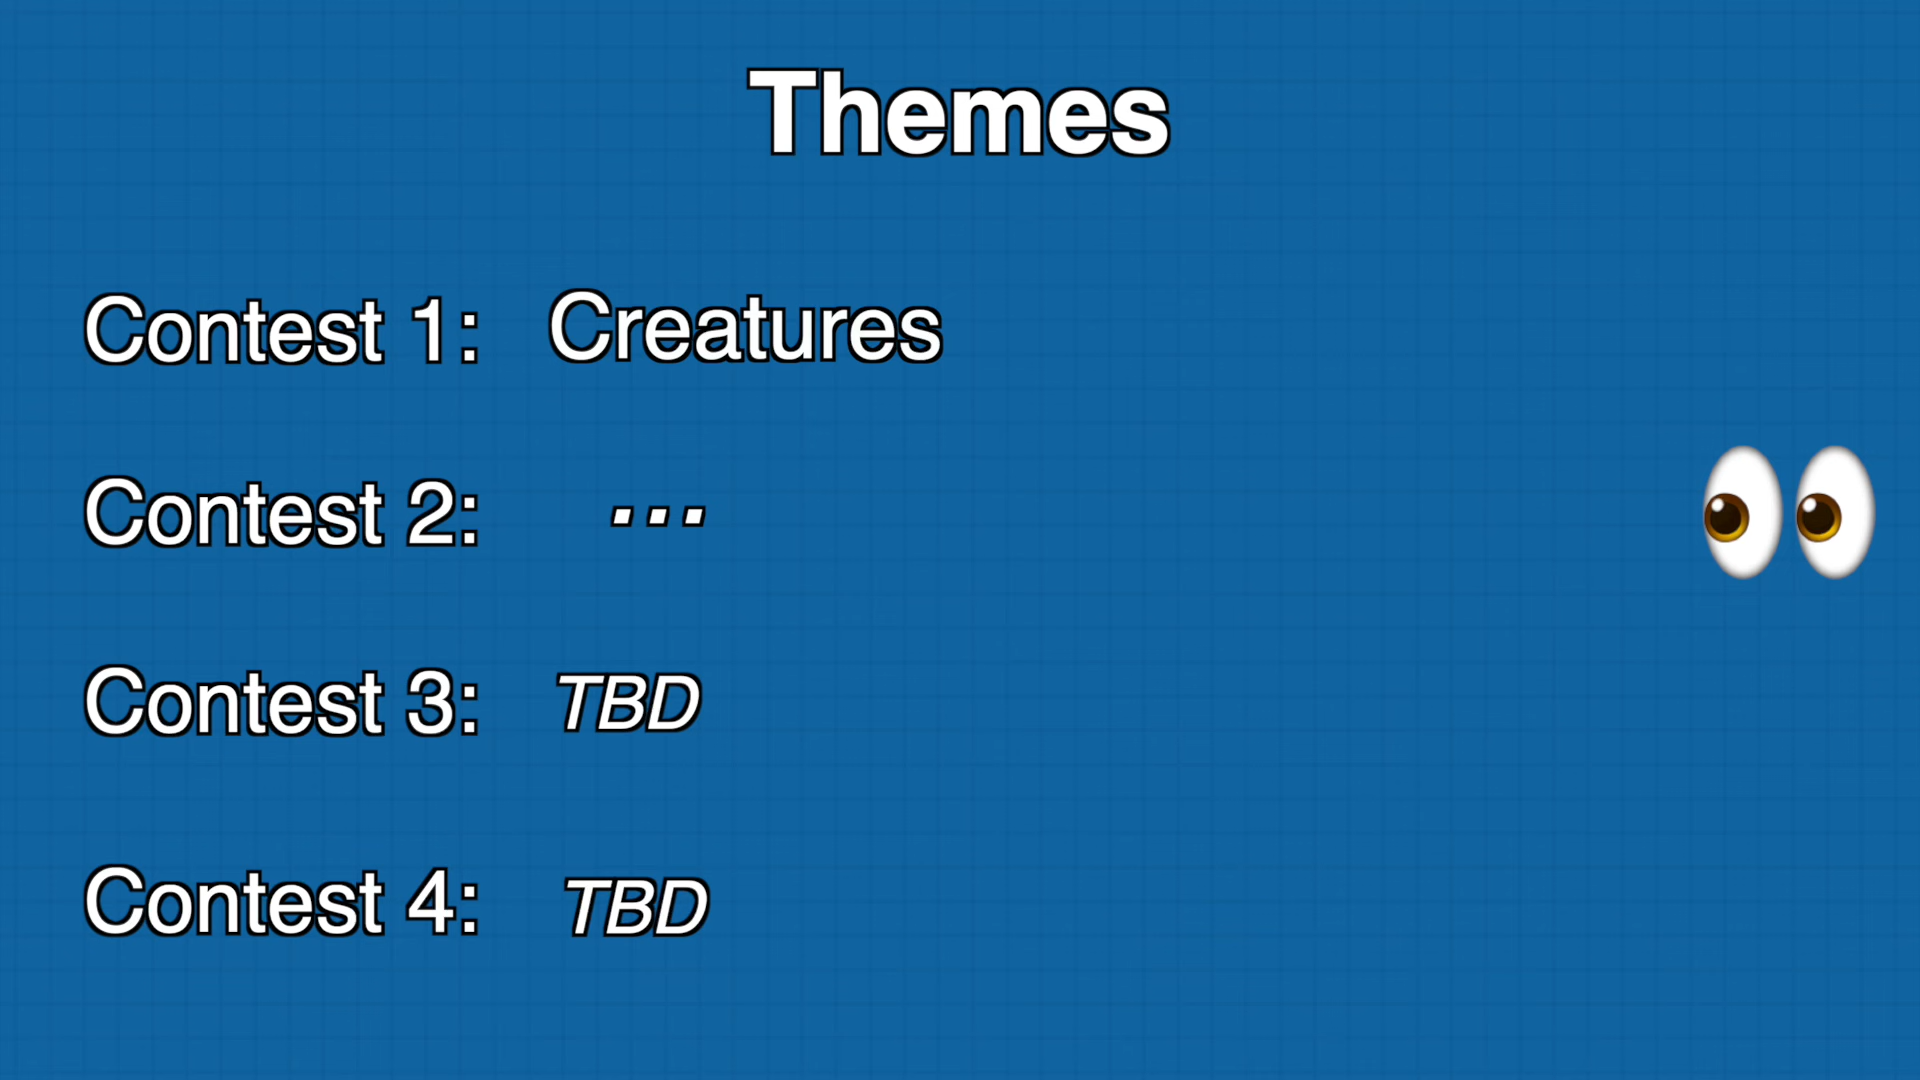 Themes
Contest 1: Creatures
Contest 2: ...
Contest 3: TBD
Contest 4: TBD